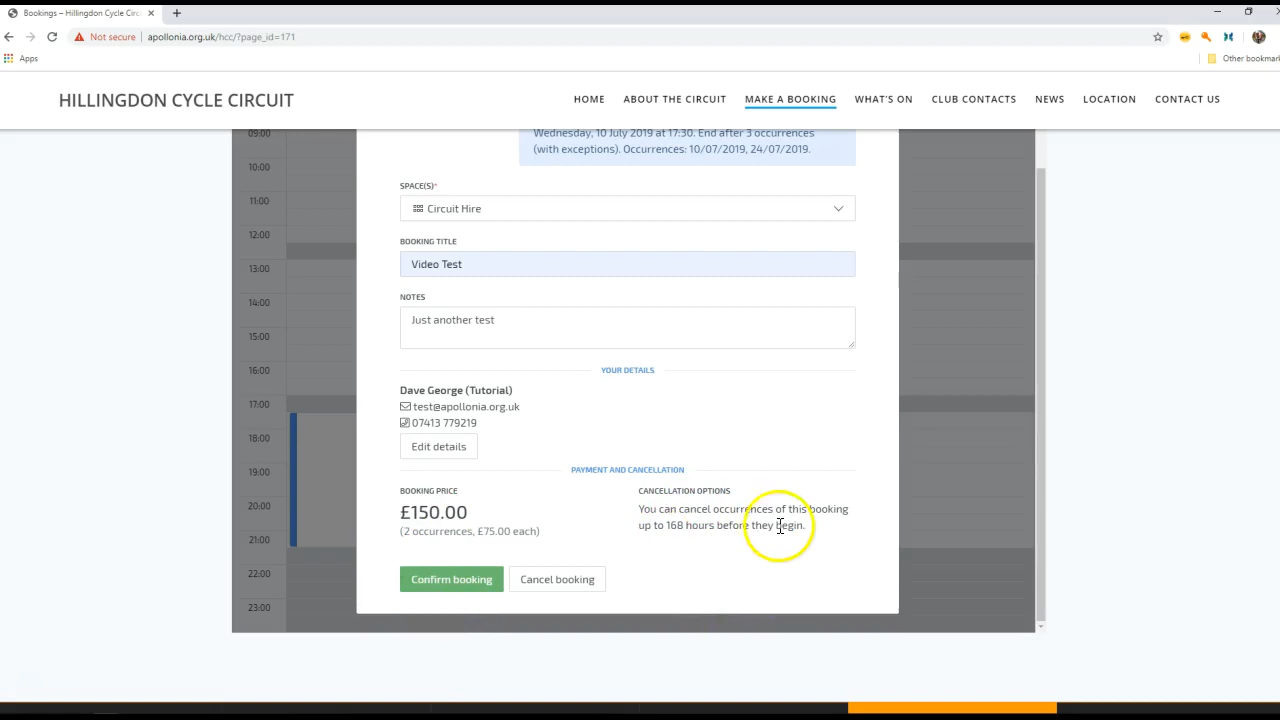 Bookings – Hillingdon Cycle Circ
Not secure
apollonia.org.uk/hcc/?page_id=171
Apps
Other bookmar
HILLINGDON CYCLE CIRCUIT
HOME
ABOUT THE CIRCUIT
MAKE A BOOKING
WHAT'S ON
CLUB CONTACTS
NEWS
LOCATION
CONTACT US
09:00
10:00
11:00
12:00
13:00
14:00
15:00
16:00
17:00
18:00
19:00
20:00
21:00
22:00
23:00
Wednesday, 10 July 2019 at 17:30. End after 3 occurrences
(with exceptions). Occurrences: 10/07/2019, 24/07/2019.
SPACE(S)*
Circuit Hire
BOOKING TITLE
Video Test
NOTES
Just another test
YOUR DETAILS
Dave George (Tutorial)
test@apollonia.org.uk
07413 779219
Edit details
PAYMENT AND CANCELLATION
BOOKING PRICE
£150.00
(2 occurrences, £75.00 each)
CANCELLATION OPTIONS
You can cancel occurrences of this booking
up to 168 hours before they begin.
Confirm booking
Cancel booking